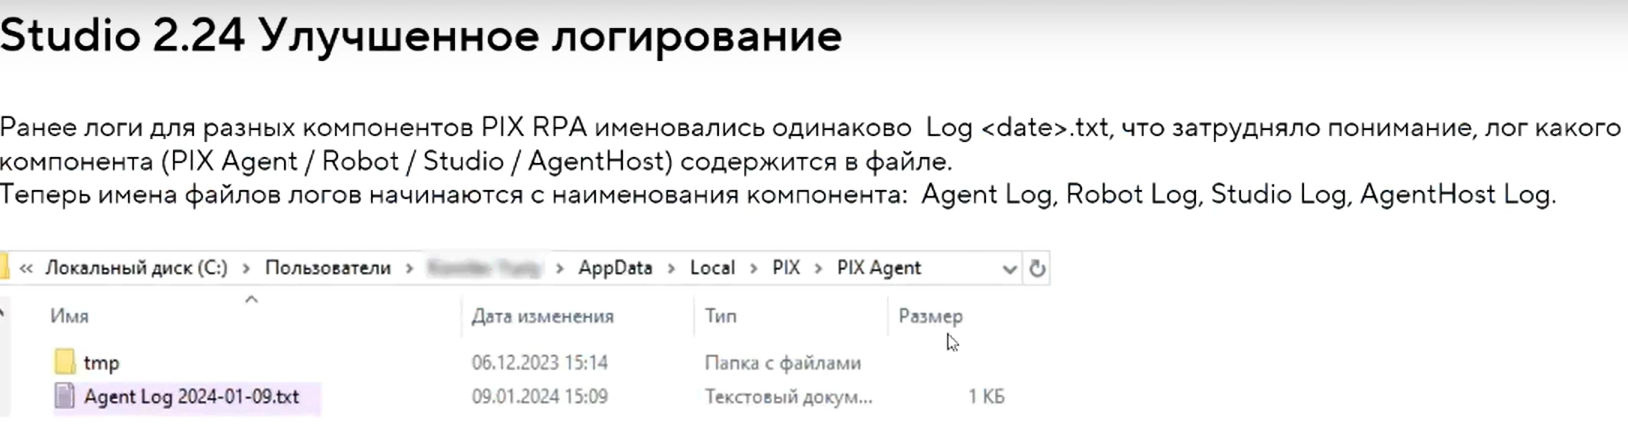 Studio 2.24 Улучшенное логирование
Ранее логи для разных компонентов PIX RPA именовались одинаково Log <date>.txt, что затрудняло понимание, лог какого
компонента (PIX Agent / Robot / Studio / AgentHost) содержится в файле.
Теперь имена файлов логов начинаются с наименования компонента: Agent Log, Robot Log, Studio Log, AgentHost Log.
« Локальный диск (C:) › Пользователи › › AppData › Local › PIX › PIX Agent
Имя Дата изменения Тип Размер
tmp 06.12.2023 15:14 Папка с файлами
Agent Log 2024-01-09.txt 09.01.2024 15:09 Текстовый докум... 1 КБ